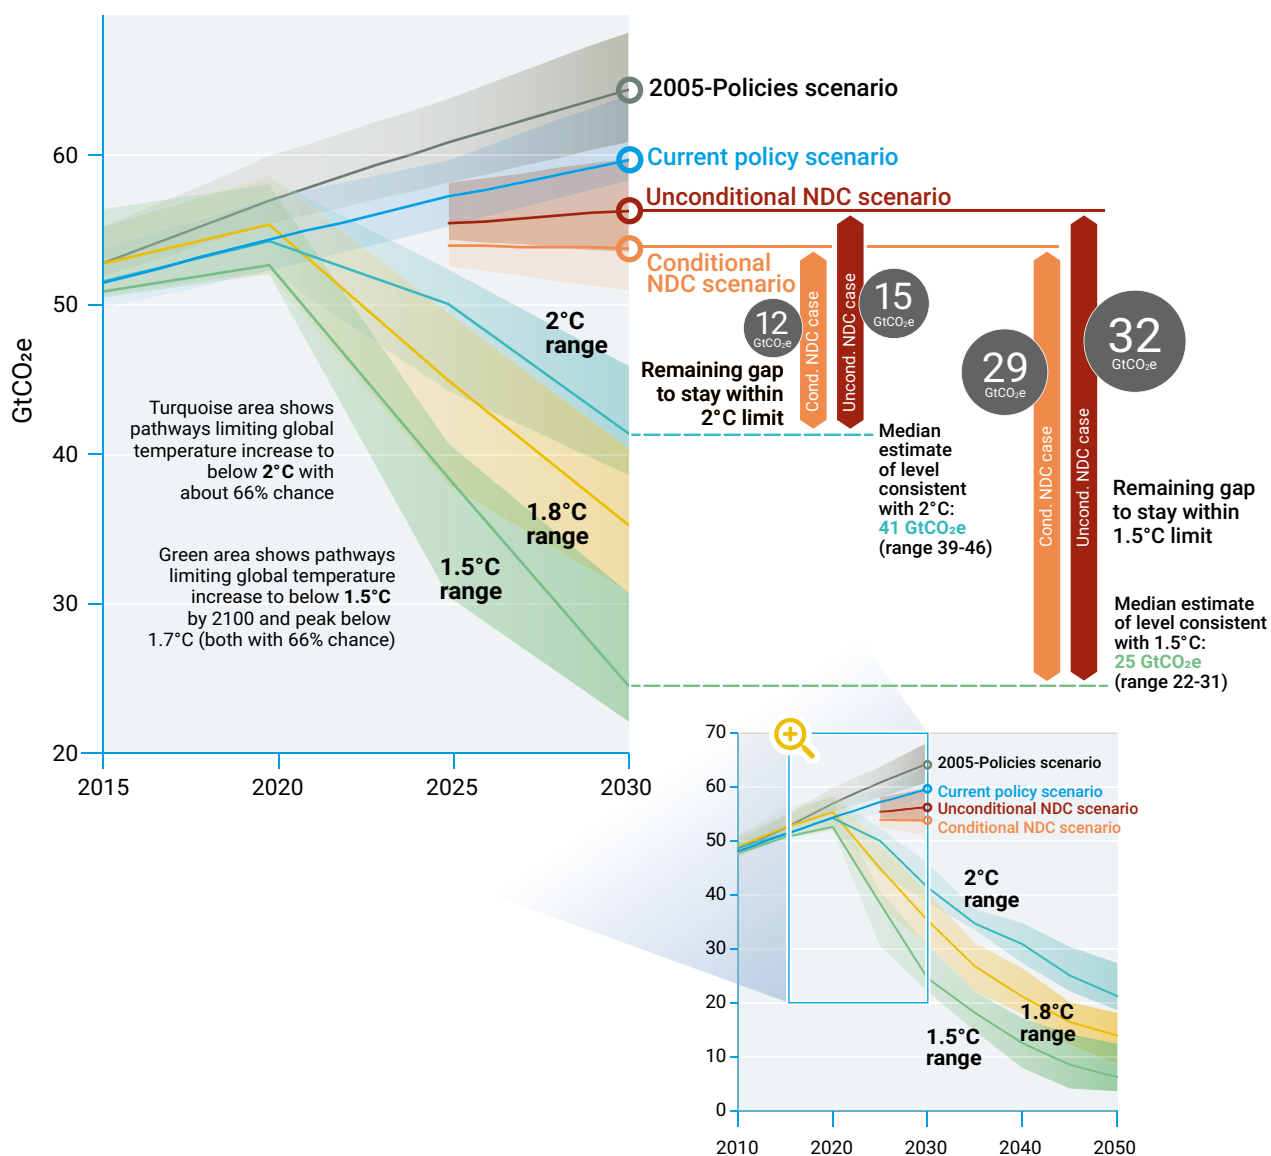 GtCO₂e
60
50
40
30
20
2015
2020
2025
2030
2005-Policies scenario
Current policy scenario
Unconditional NDC scenario
Conditional
NDC scenario
2°C
range
1.8°C
range
1.5°C
range
Turquoise area shows
pathways limiting global
temperature increase to
below 2°C with
about 66% chance
Green area shows pathways
limiting global temperature
increase to below 1.5°C
by 2100 and peak below
1.7°C (both with 66% chance)
12
GtCO₂e
15
GtCO₂e
Cond. NDC case
Uncond. NDC case
Remaining gap
to stay within
2°C limit
Median
estimate
of level
consistent
with 2°C:
41 GtCO₂e
(range 39-46)
29
GtCO₂e
32
GtCO₂e
Cond. NDC case
Uncond. NDC case
Remaining gap
to stay within
1.5°C limit
Median estimate
of level consistent
with 1.5°C:
25 GtCO₂e
(range 22-31)
70
60
50
40
30
20
10
0
2010
2020
2030
2040
2050
2005-Policies scenario
Current policy scenario
Unconditional NDC scenario
Conditional NDC scenario
2°C
range
1.8°C
range
1.5°C
range